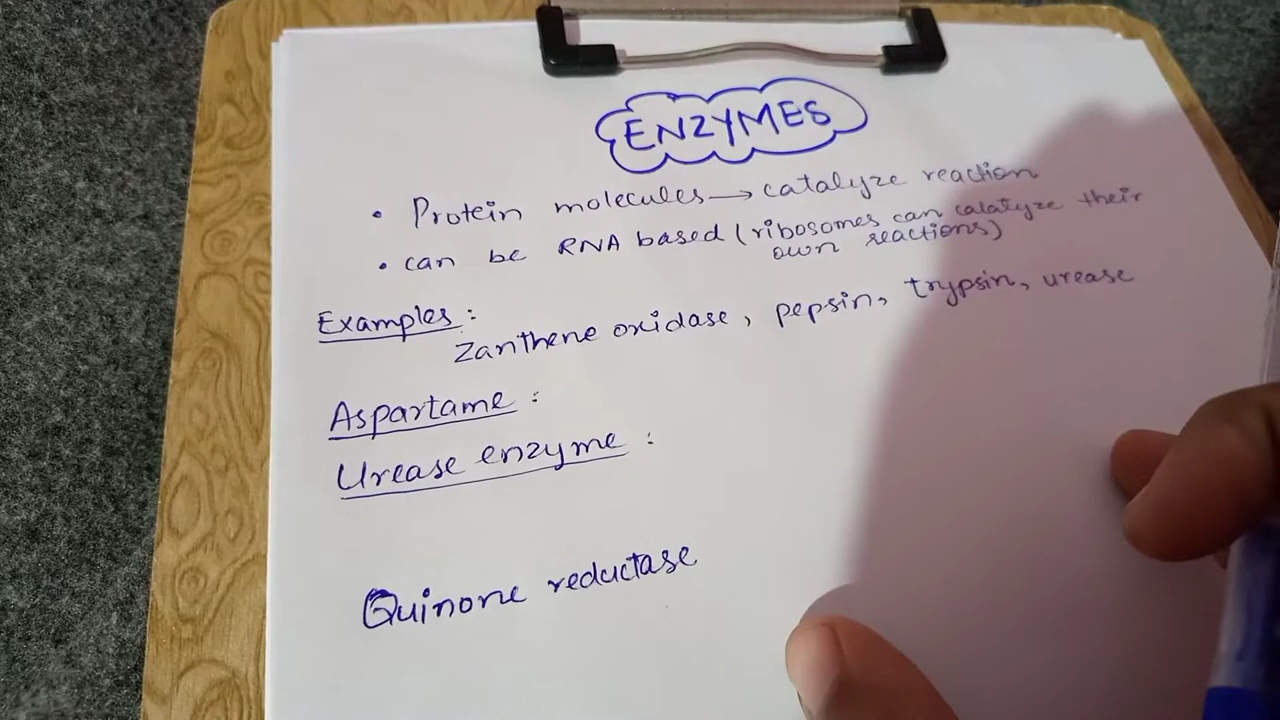 ENZYMES
• Protein molecules → catalyze reaction
• can be RNA based (ribosomes can catalyze their
own reactions)
Examples :
Zanthene oxidase, pepsin, trypsin, urease
Aspartame :
Urease enzyme :
Quinone reductase